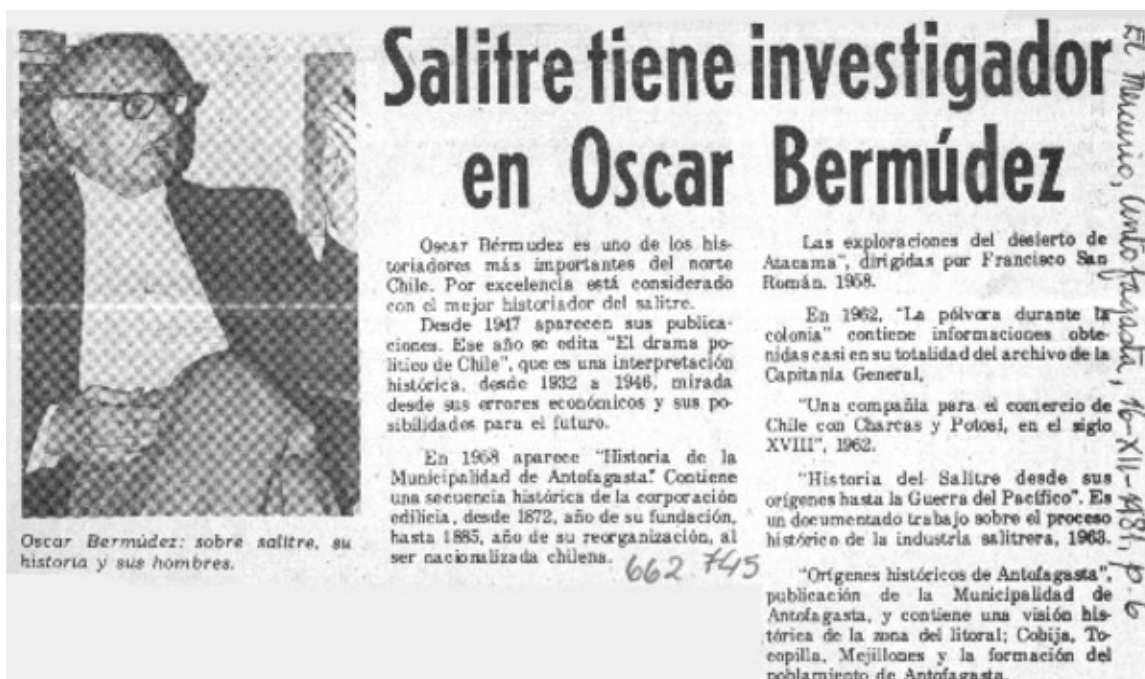 Salitre tiene investigador
en Oscar Bermúdez
Oscar Bérmudez es uno de los his-
toriadores más importantes del norte
Chile. Por excelencia está considerado
con el mejor historiador del salitre.
Desde 1947 aparecen sus publica-
ciones. Ese año se edita "El drama po-
lítico de Chile", que es una interpretación
histórica, desde 1932 a 1946, mirada
desde sus errores económicos y sus po-
sibilidades para el futuro.
En 1958 aparece "Historia de la
Municipalidad de Antofagasta". Contiene
una secuencia histórica de la corporación
edilicia, desde 1872, año de su fundación,
hasta 1885, año de su reorganización, al
ser nacionalizada chilena.
662 745
Oscar Bermúdez: sobre salitre, su
historia y sus hombres.
Las exploraciones del desierto de
Atacama", dirigidas por Francisco San
Román. 1958.
En 1962, "La pólvora durante la
colonia" contiene informaciones obte-
nidas casi en su totalidad del archivo de la
Capitanía General.
"Una compañía para el comercio de
Chile con Charcas y Potosí, en el siglo
XVIII", 1962.
"Historia del Salitre desde sus
orígenes hasta la Guerra del Pacífico". Es
un documentado trabajo sobre el proceso
histórico de la industria salitrera, 1963.
"Orígenes históricos de Antofagasta",
publicación de la Municipalidad de
Antofagasta, y contiene una visión his-
tórica de la zona del litoral; Cobija, To-
copilla, Mejillones y la formación del
poblamiento de Antofagasta.
El Mercurio, Antofagasta, 16-XII-1981, p. 6